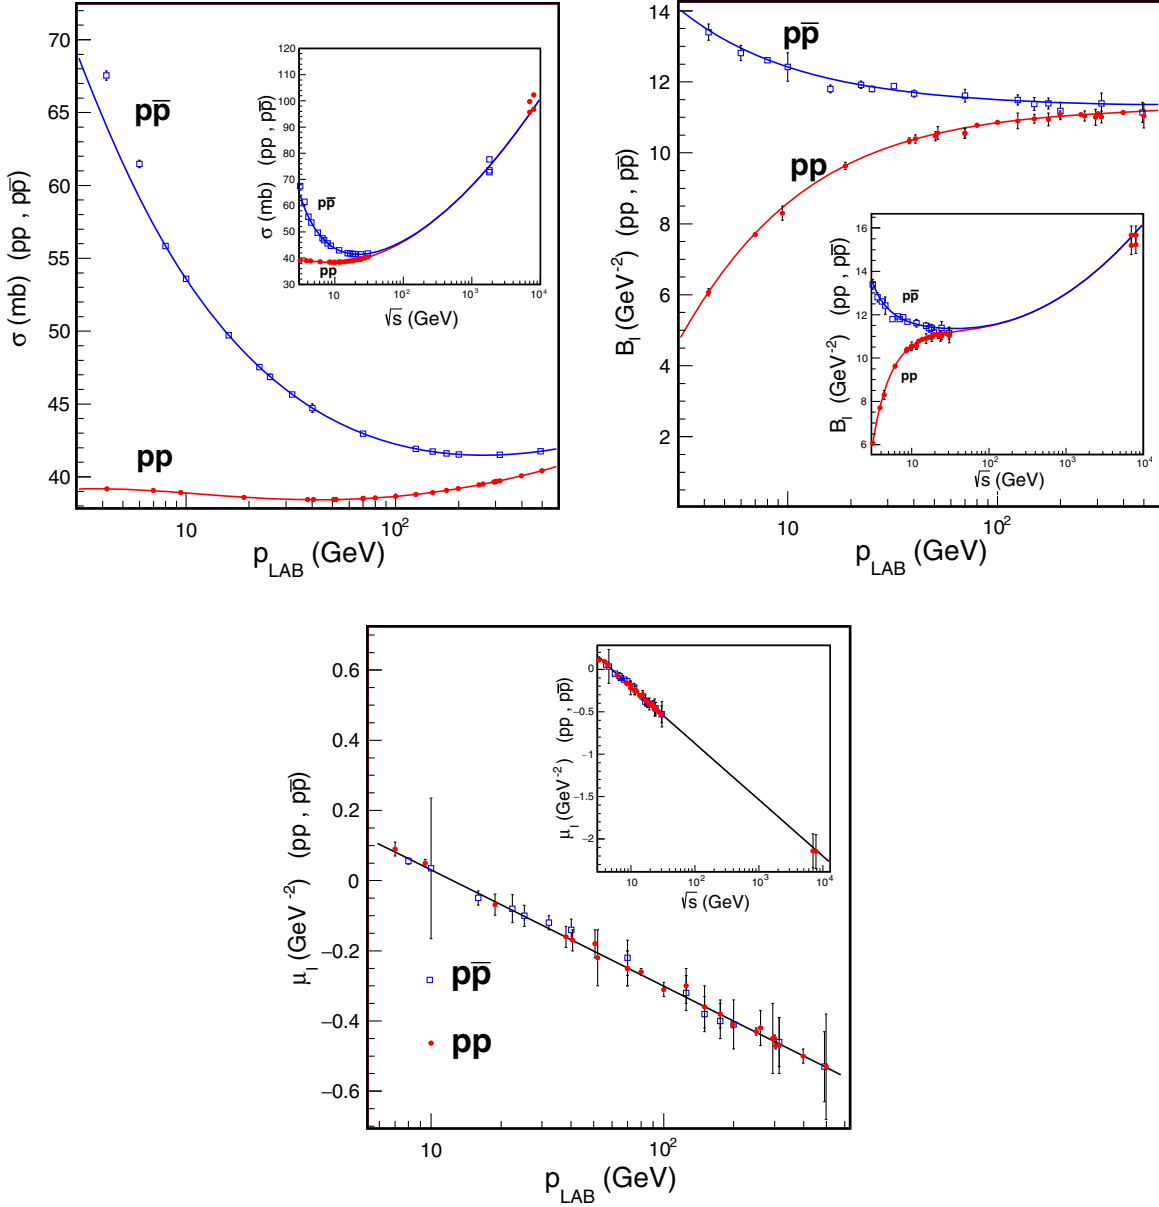 σ (mb) (pp , pp̅)
70
65
60
55
50
45
40
10
10²
p_LAB (GeV)
pp̅
pp
σ (mb) (pp , pp̅)
120
110
100
90
80
70
60
50
40
30
pp̅
pp
10
10²
10³
10⁴
√s (GeV)
B_I (GeV⁻²) (pp , pp̅)
14
12
10
8
6
4
2
pp̅
pp
10
10²
p_LAB (GeV)
B_I (GeV⁻²) (pp , pp̅)
16
14
12
10
8
6
pp̅
pp
10
10²
10³
10⁴
√s (GeV)
μ_I (GeV⁻²) (pp , pp̅)
0.6
0.4
0.2
0
−0.2
−0.4
−0.6
pp̅
pp
10
10²
p_LAB (GeV)
μ_I (GeV⁻²) (pp , pp̅)
0
−0.5
−1
−1.5
−2
10
10²
10³
10⁴
√s (GeV)